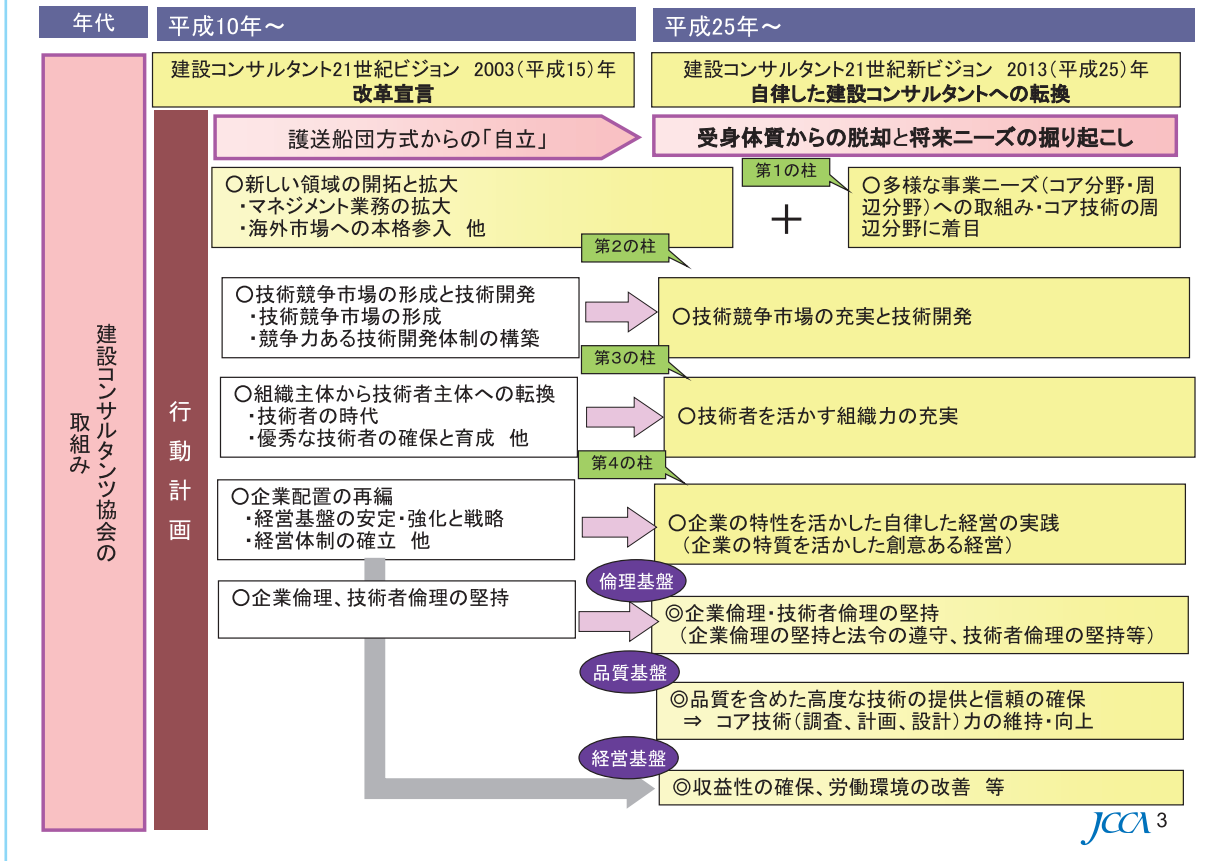 年代
平成10年～
平成25年～
建設コンサルタンツ協会の
取組み
行動計画
建設コンサルタント21世紀ビジョン 2003(平成15)年
改革宣言
建設コンサルタント21世紀新ビジョン 2013(平成25)年
自律した建設コンサルタントへの転換
護送船団方式からの「自立」
受身体質からの脱却と将来ニーズの掘り起こし
○新しい領域の開拓と拡大
・マネジメント業務の拡大
・海外市場への本格参入 他
＋
第1の柱
○多様な事業ニーズ(コア分野・周
辺分野)への取組み・コア技術の周
辺分野に着目
第2の柱
○技術競争市場の形成と技術開発
・技術競争市場の形成
・競争力ある技術開発体制の構築
○技術競争市場の充実と技術開発
第3の柱
○組織主体から技術者主体への転換
・技術者の時代
・優秀な技術者の確保と育成 他
○技術者を活かす組織力の充実
第4の柱
○企業配置の再編
・経営基盤の安定・強化と戦略
・経営体制の確立 他
○企業の特性を活かした自律した経営の実践
(企業の特質を活かした創意ある経営)
倫理基盤
○企業倫理、技術者倫理の堅持
◎企業倫理・技術者倫理の堅持
(企業倫理の堅持と法令の遵守、技術者倫理の堅持等)
品質基盤
◎品質を含めた高度な技術の提供と信頼の確保
⇒ コア技術(調査、計画、設計)力の維持・向上
経営基盤
◎収益性の確保、労働環境の改善 等
JCCA 3